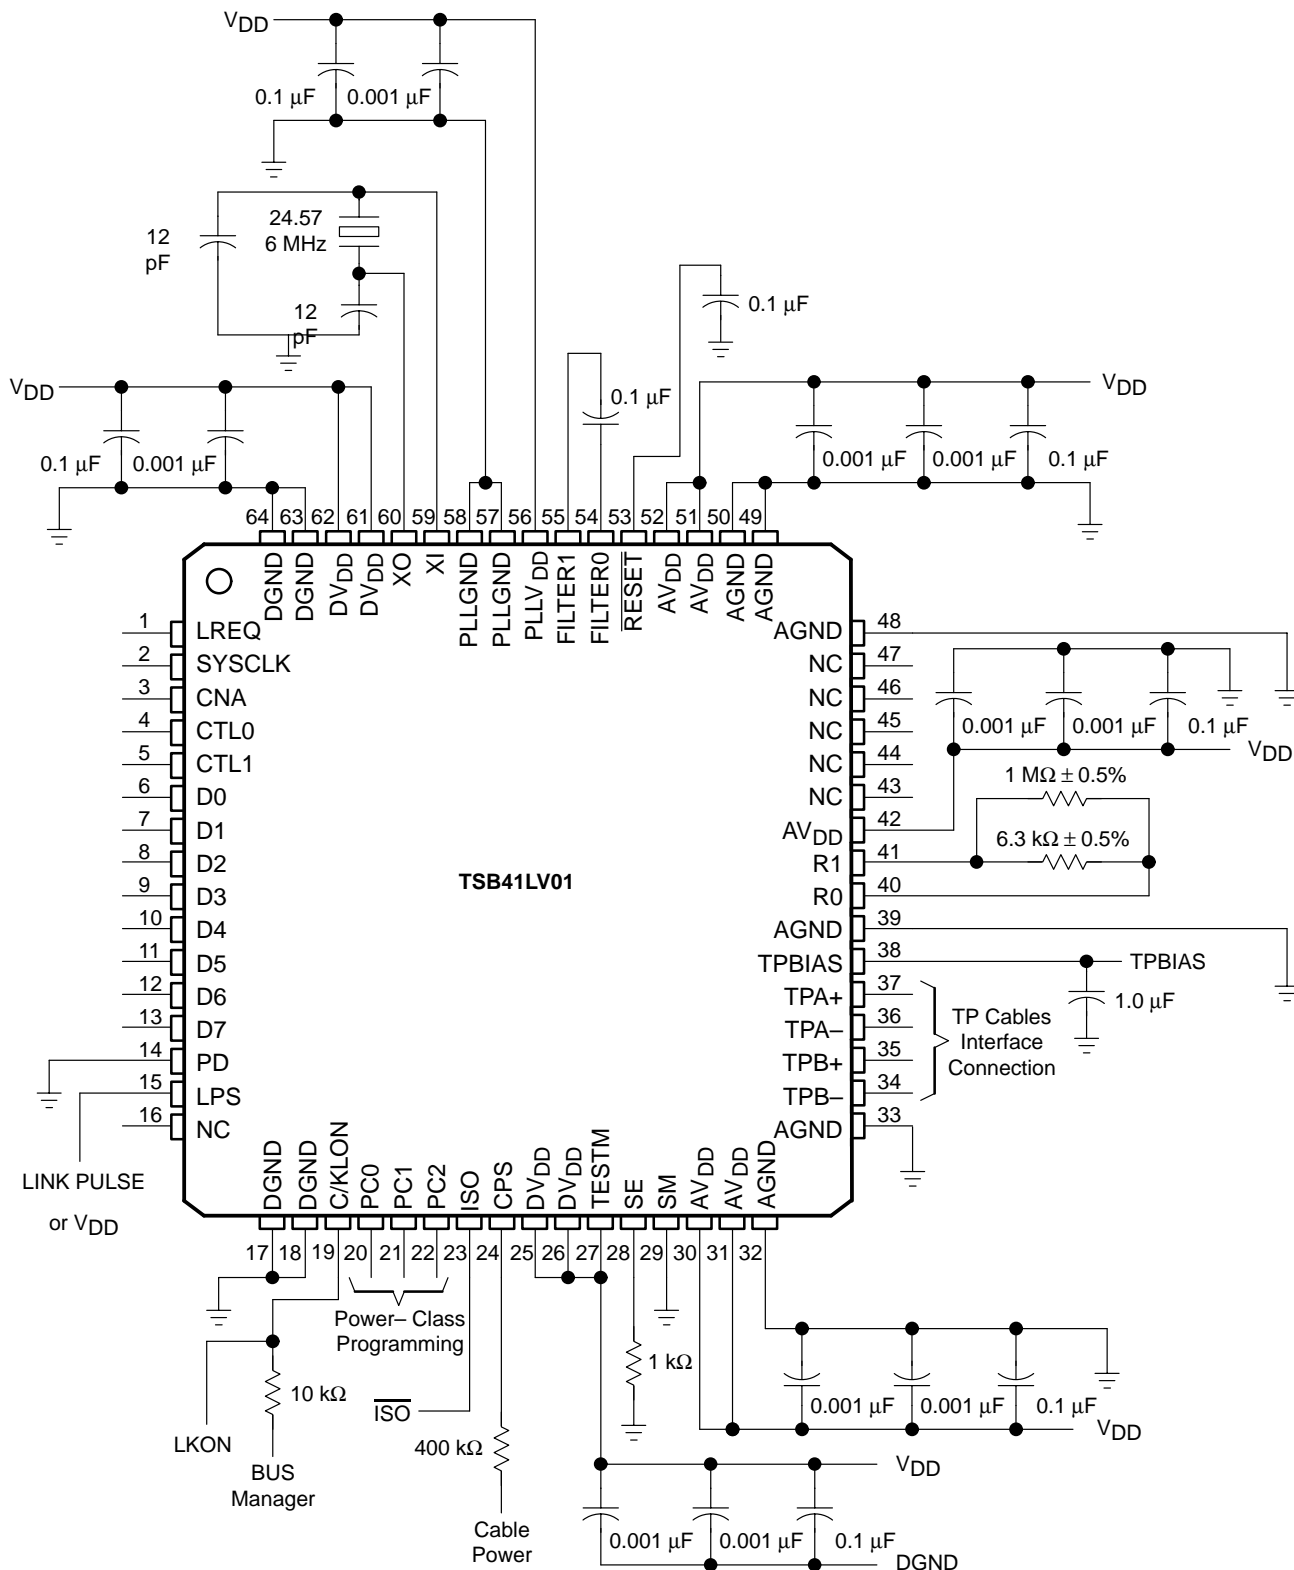 VDD
0.1 μF
0.001 μF
24.57
6 MHz
12
pF
12
pF
0.1 μF
0.1 μF
VDD
0.1 μF
0.001 μF
VDD
0.001 μF
0.001 μF
0.1 μF
64
63
62
61
60
59
58
57
56
55
54
53
52
51
50
49
DGND
DGND
DVDD
DVDD
XO
XI
PLLGND
PLLGND
PLLVDD
FILTER1
FILTER0
RESET
AVDD
AVDD
AGND
AGND
1 LREQ
2 SYSCLK
3 CNA
4 CTL0
5 CTL1
6 D0
7 D1
8 D2
9 D3
10 D4
11 D5
12 D6
13 D7
14 PD
15 LPS
16 NC
TSB41LV01
AGND 48
NC 47
NC 46
NC 45
NC 44
NC 43
AVDD 42
R1 41
R0 40
AGND 39
TPBIAS 38
TPA+ 37
TPA– 36
TPB+ 35
TPB– 34
AGND 33
0.001 μF
0.001 μF
0.1 μF
VDD
1 MΩ ± 0.5%
6.3 kΩ ± 0.5%
TPBIAS
1.0 μF
TP Cables
Interface
Connection
LINK PULSE
or VDD
DGND
DGND
C/KLON
PC0
PC1
PC2
ISO
CPS
DVDD
DVDD
TESTM
SE
SM
AVDD
AVDD
AGND
17
18
19
20
21
22
23
24
25
26
27
28
29
30
31
32
Power– Class
Programming
10 kΩ
LKON
BUS
Manager
ISO
400 kΩ
Cable
Power
1 kΩ
0.001 μF
0.001 μF
0.1 μF
VDD
VDD
0.001 μF
0.001 μF
0.1 μF
DGND